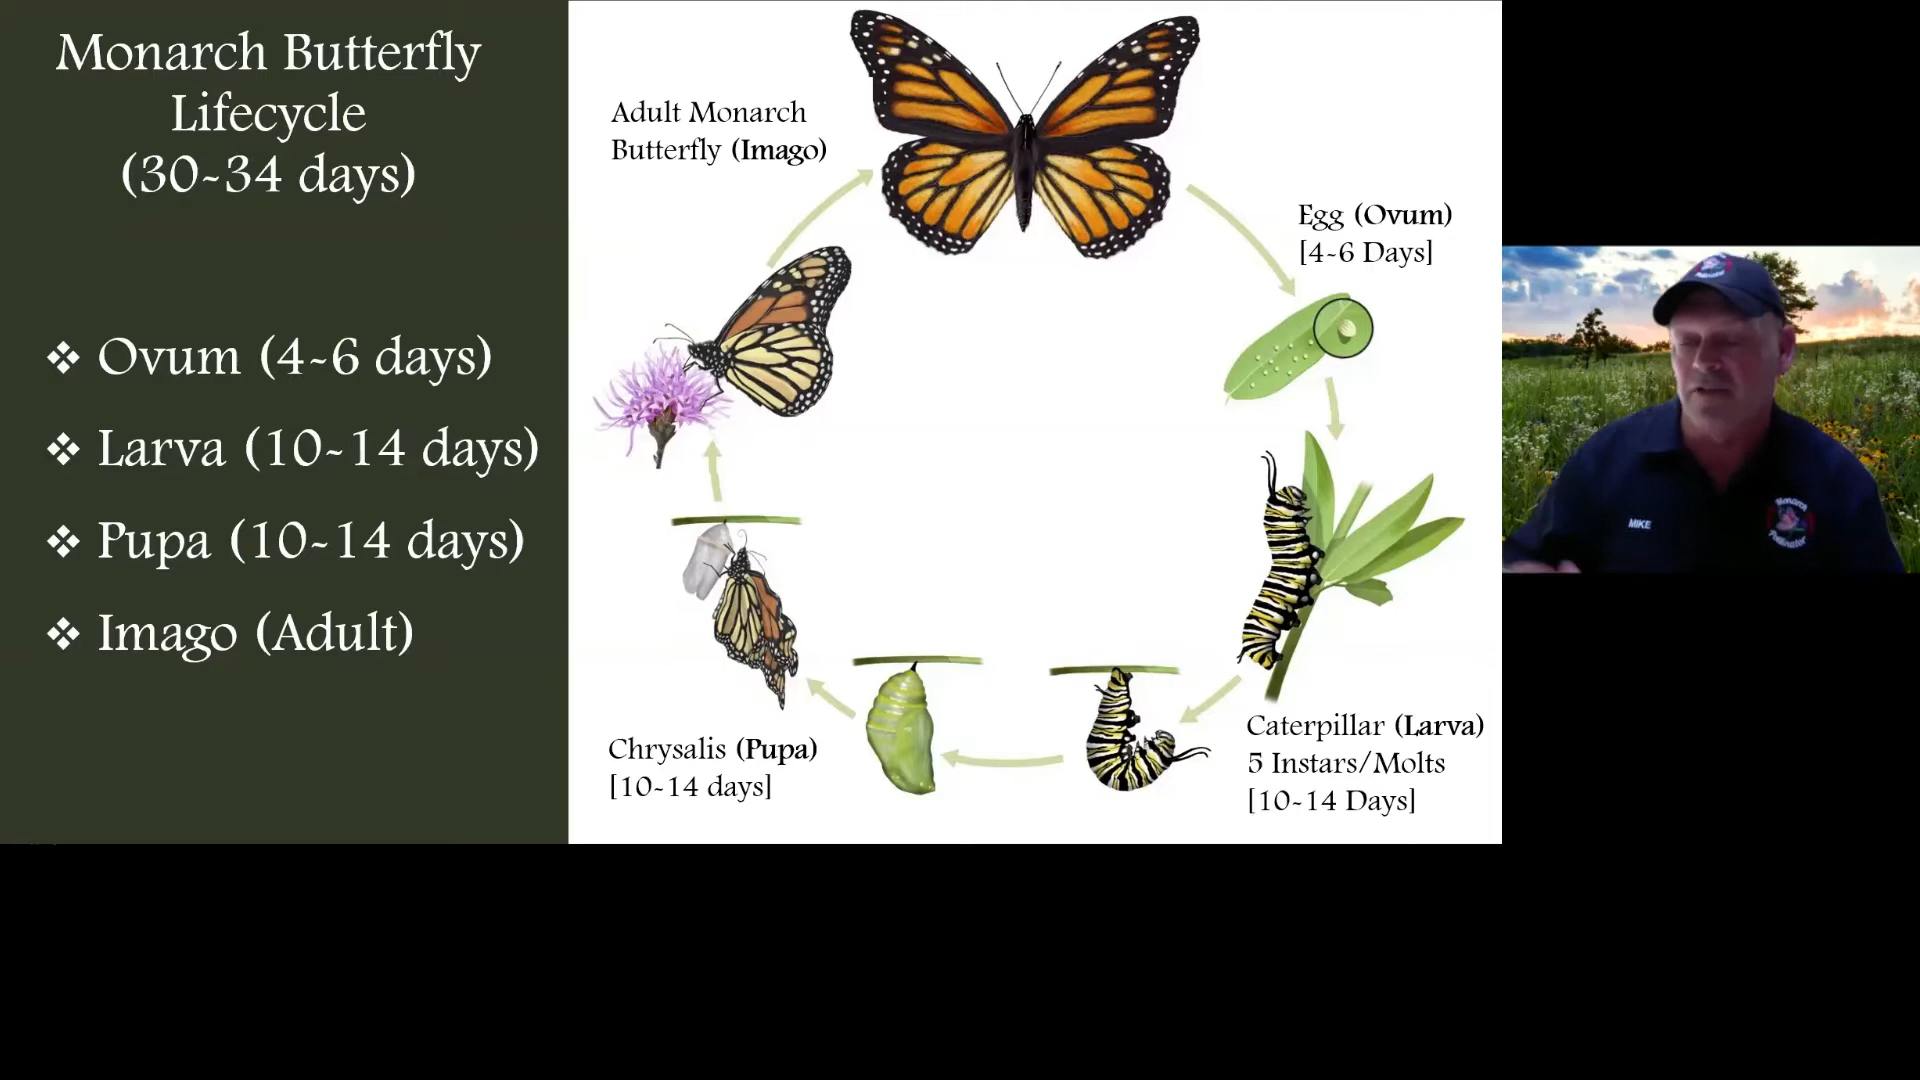 Monarch Butterfly
Lifecycle
(30-34 days)
❖ Ovum (4-6 days)
❖ Larva (10-14 days)
❖ Pupa (10-14 days)
❖ Imago (Adult)
Adult Monarch
Butterfly (Imago)
Egg (Ovum)
[4-6 Days]
Caterpillar (Larva)
5 Instars/Molts
[10-14 Days]
Chrysalis (Pupa)
[10-14 days]
MIKE
Monarch
Pollinator